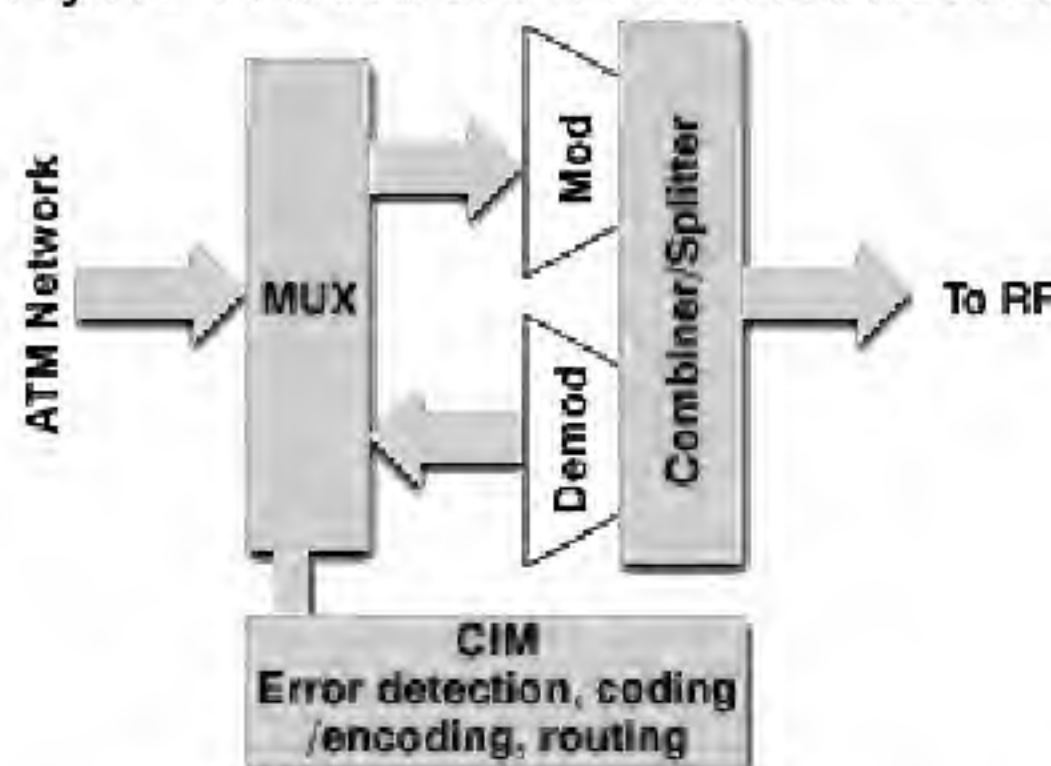 ATM Network
MUX
Mod
Demod
Combiner/Splitter
To RF
CIM
Error detection, coding
/encoding, routing